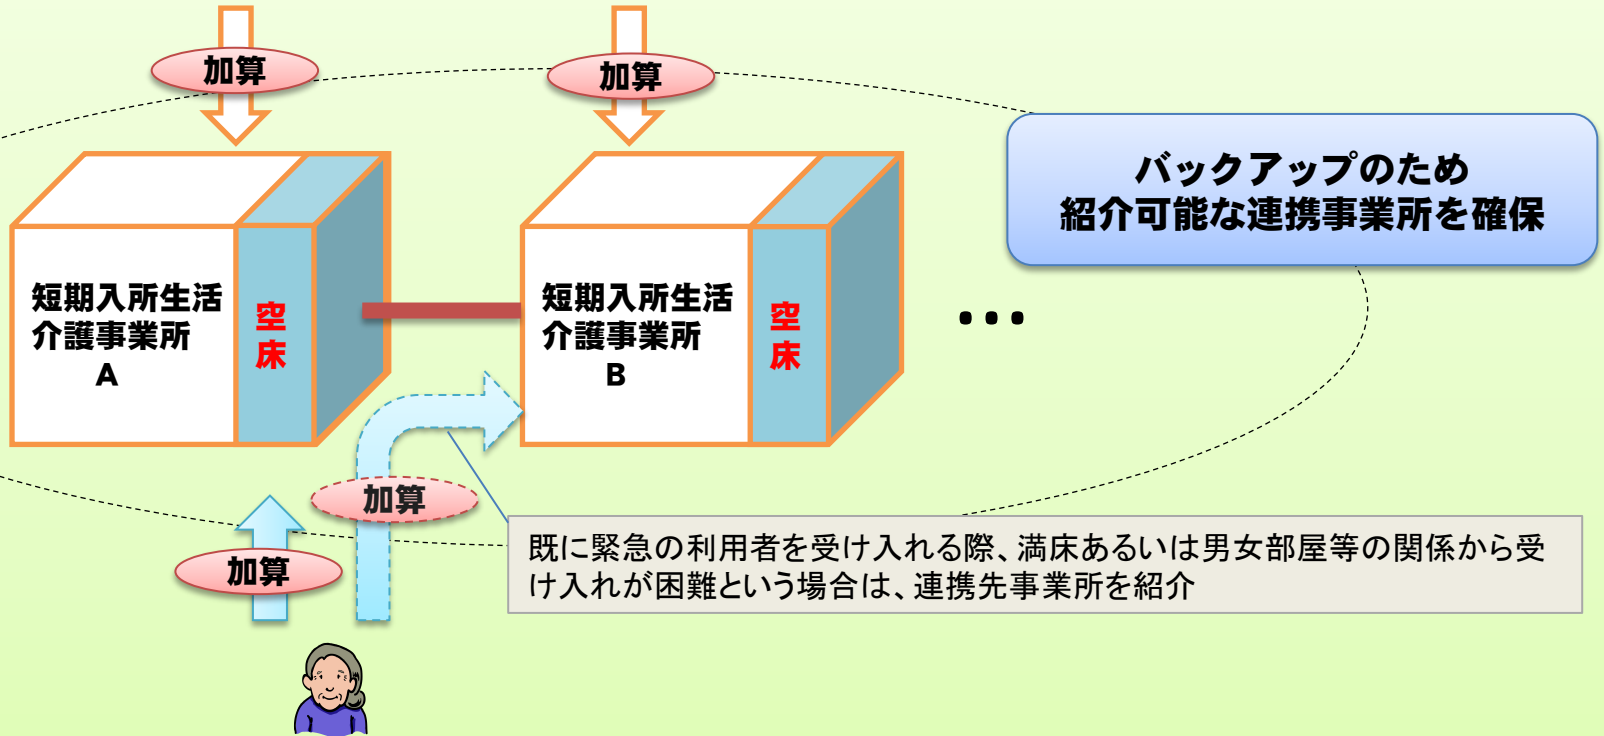 加算
加算
バックアップのため
紹介可能な連携事業所を確保
短期入所生活
介護事業所
A
空
床
短期入所生活
介護事業所
B
空
床
…
加算
加算
既に緊急の利用者を受け入れる際、満床あるいは男女部屋等の関係から受
け入れが困難という場合は、連携先事業所を紹介